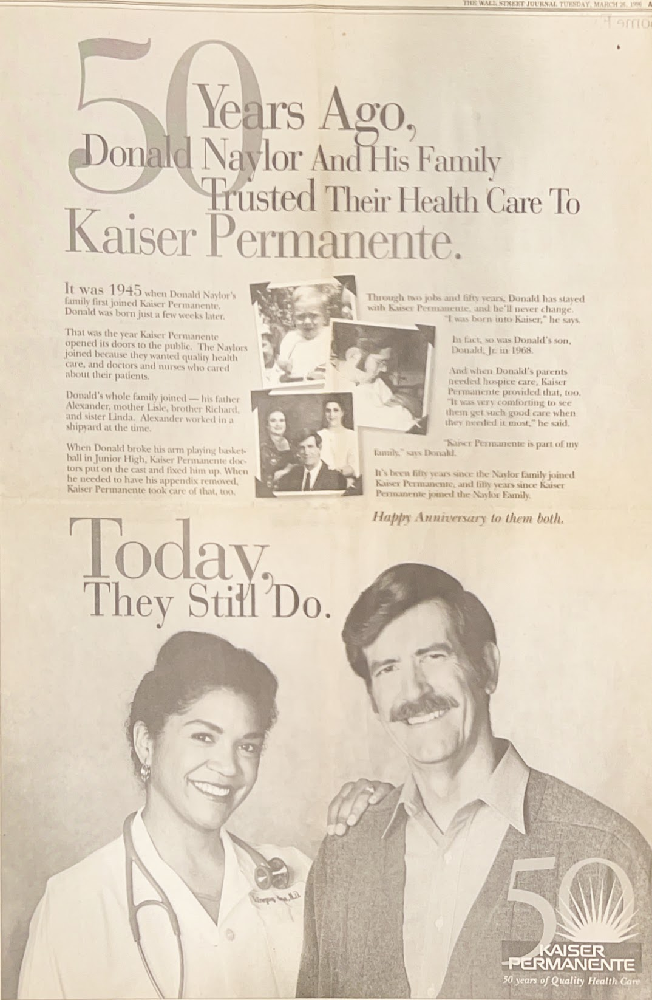 THE WALL STREET JOURNAL TUESDAY, MARCH 26, 1996 A
50
Years Ago,
Donald Naylor And His Family
Trusted Their Health Care To
Kaiser Permanente.
It was 1945 when Donald Naylor's
family first joined Kaiser Permanente.
Donald was born just a few weeks later.
That was the year Kaiser Permanente
opened its doors to the public. The Naylors
joined because they wanted quality health
care, and doctors and nurses who cared
about their patients.
Donald's whole family joined — his father
Alexander, mother Lisle, brother Richard,
and sister Linda. Alexander worked in a
shipyard at the time.
When Donald broke his arm playing basket-
ball in Junior High, Kaiser Permanente doc-
tors put on the cast and fixed him up. When
he needed to have his appendix removed,
Kaiser Permanente took care of that, too.
Through two jobs and fifty years, Donald has stayed
with Kaiser Permanente, and he'll never change.
"I was born into Kaiser," he says.
In fact, so was Donald's son,
Donald, Jr. in 1968.
And when Donald's parents
needed hospice care, Kaiser
Permanente provided that, too.
"It was very comforting to see
them get such good care when
they needed it most," he said.
"Kaiser Permanente is part of my
family," says Donald.
It's been fifty years since the Naylor family joined
Kaiser Permanente, and fifty years since Kaiser
Permanente joined the Naylor Family.
Happy Anniversary to them both.
Today,
They Still Do.
M.D.
50
KAISER
PERMANENTE
50 years of Quality Health Care